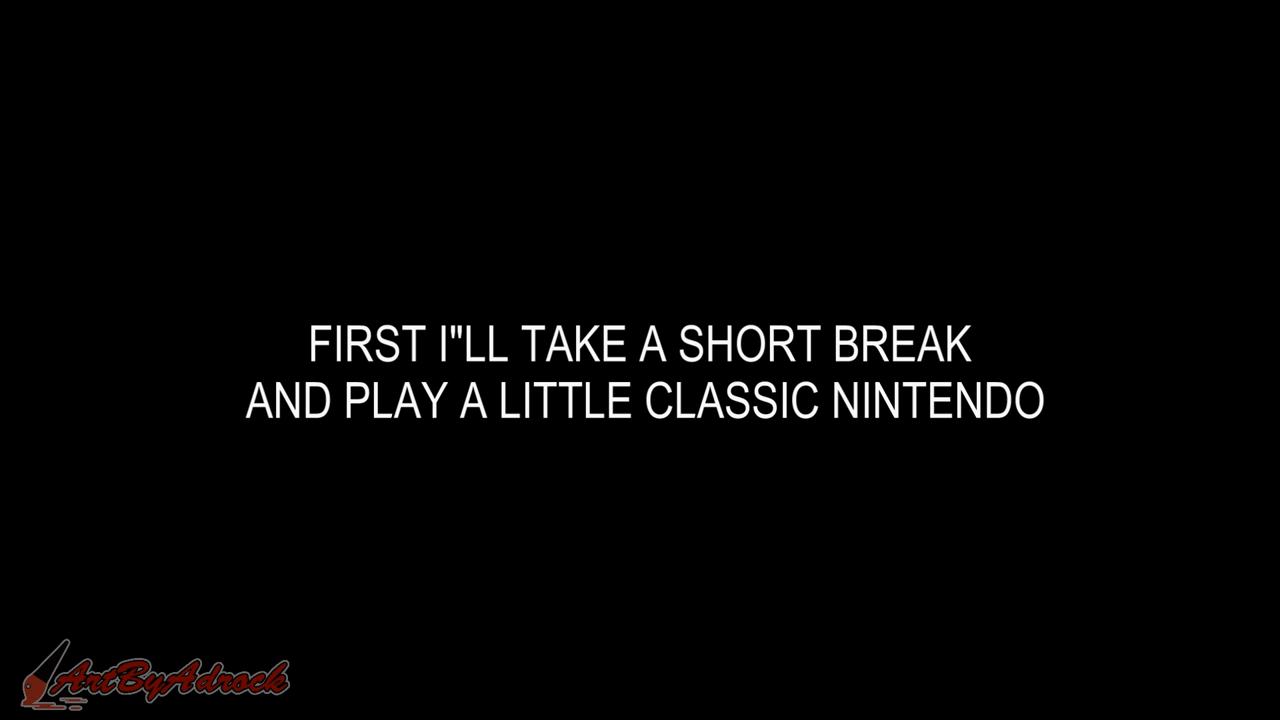 FIRST I"LL TAKE A SHORT BREAK
AND PLAY A LITTLE CLASSIC NINTENDO
ArtByAdrock